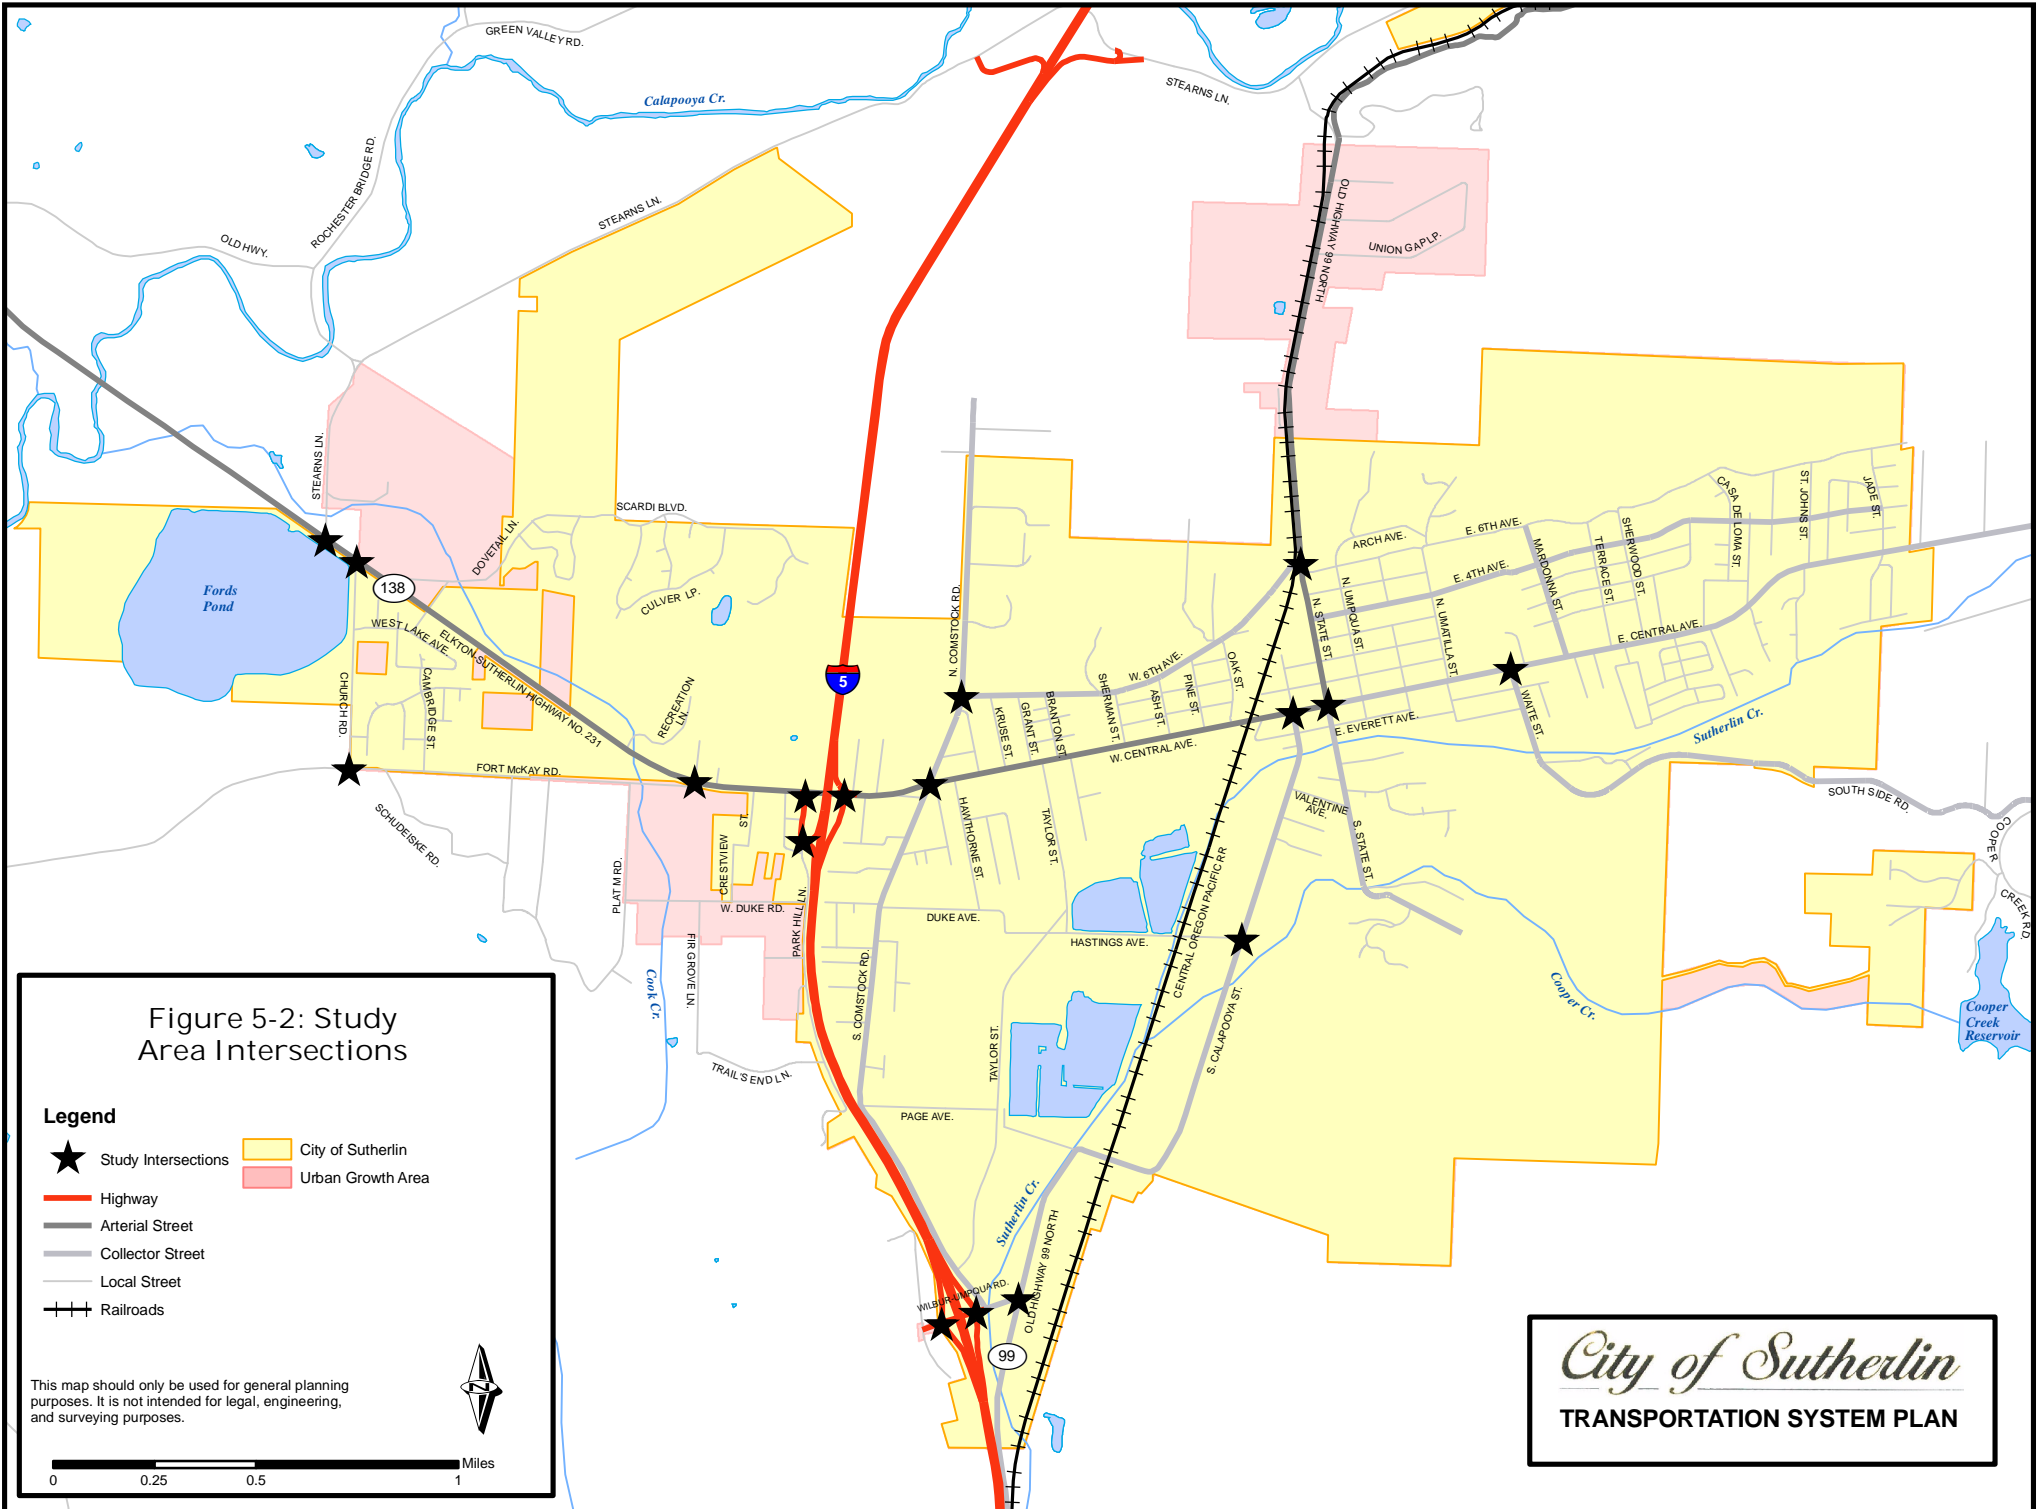 GREEN VALLEY RD.
Calapooya Cr.
STEARNS LN.
ROCHESTER BRIDGE RD.
OLD HWY.
STEARNS LN.
OLD HIGHWAY 99 NORTH
UNION GAP LP.
STEARNS LN.
SCARDI BLVD.
DOVETAIL LN.
CULVER LP.
Fords
Pond
138
WEST LAKE AVE.
ELKTON-SUTHERLIN HIGHWAY NO. 231
CHURCH RD.
CAMBRIDGE ST.
RECREATION
LN.
FORT McKAY RD.
SCHUDEISKE RD.
5
N. COMSTOCK RD.
W. 6TH AVE.
KRUSE ST.
GRANT ST.
BRANTON ST.
SHERMAN ST.
ASH ST.
PINE ST.
OAK ST.
W. CENTRAL AVE.
ARCH AVE.
E. 6TH AVE.
E. 4TH AVE.
N. STATE ST.
N. UMPQUA ST.
N. UMATILLA ST.
MARDONNA ST.
TERRACE ST.
SHERWOOD ST.
CASA DE LOMA ST.
ST. JOHNS ST.
JADE ST.
E. CENTRAL AVE.
E. EVERETT AVE.
WAITE ST.
Sutherlin Cr.
SOUTH SIDE RD.
COOPER
CREEK RD.
VALENTINE
AVE.
S. STATE ST.
HAWTHORNE ST.
TAYLOR ST.
CRESTVIEW
ST.
PLAT M RD.
W. DUKE RD.
PARK HILL LN.
FIR GROVE LN.
Cook Cr.
TRAIL'S END LN.
DUKE AVE.
HASTINGS AVE.
S. COMSTOCK RD.
CENTRAL OREGON PACIFIC RR
S. CALAPOOYA ST.
TAYLOR ST.
PAGE AVE.
Cooper Cr.
Cooper
Creek
Reservoir
Sutherlin Cr.
WILBUR-UMPQUA RD.
OLD HIGHWAY 99 NORTH
99
Figure 5-2: Study
Area Intersections
Legend
Study Intersections
City of Sutherlin
Urban Growth Area
Highway
Arterial Street
Collector Street
Local Street
Railroads
N
This map should only be used for general planning
purposes. It is not intended for legal, engineering,
and surveying purposes.
Miles
0 0.25 0.5 1
City of Sutherlin
TRANSPORTATION SYSTEM PLAN